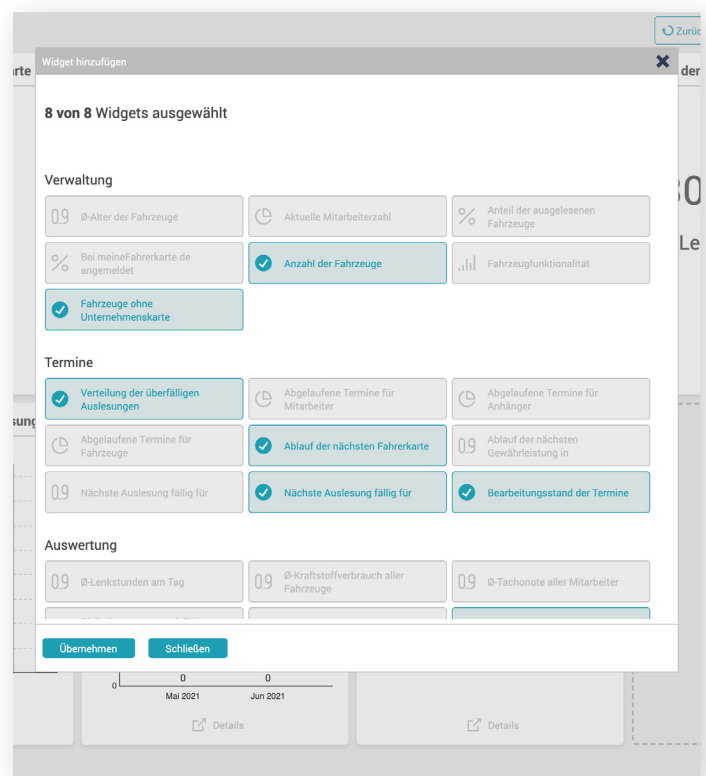 Zurüc
arte
Widget hinzufügen
der
8 von 8 Widgets ausgewählt
Verwaltung
0.9 Ø-Alter der Fahrzeuge
Aktuelle Mitarbeiterzahl
% Anteil der ausgelesenen
Fahrzeuge
% Bei meineFahrerkarte.de
angemeldet
Anzahl der Fahrzeuge
Fahrzeugfunktionalität
Fahrzeuge ohne
Unternehmenskarte
30
Le
Termine
Verteilung der überfälligen
Auslesungen
Abgelaufene Termine für
Mitarbeiter
Abgelaufene Termine für
Anhänger
sung
Abgelaufene Termine für
Fahrzeuge
Ablauf der nächsten Fahrerkarte
0.9 Ablauf der nächsten
Gewährleistung in
0.9 Nächste Auslesung fällig für
Nächste Auslesung fällig für
Bearbeitungsstand der Termine
Auswertung
0.9 Ø-Lenkstunden am Tag
0.9 Ø-Kraftstoffverbrauch aller
Fahrzeuge
0.9 Ø-Tachonote aller Mitarbeiter
Übernehmen
Schließen
0 0
0
Mai 2021 Jun 2021
Details
Details